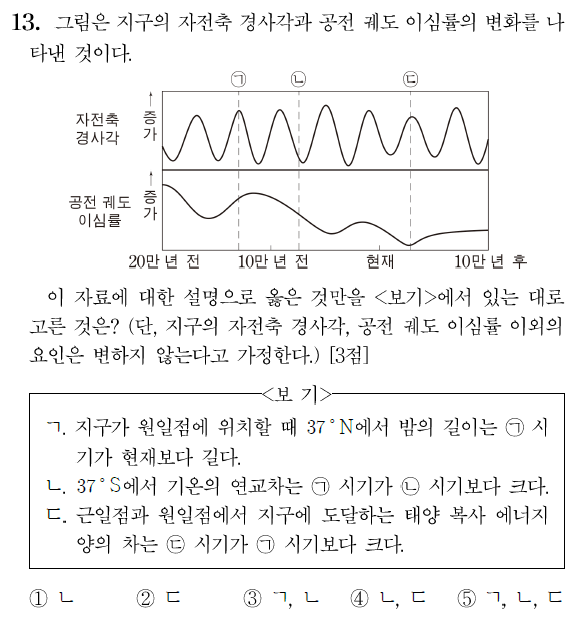 13. 그림은 지구의 자전축 경사각과 공전 궤도 이심률의 변화를 나
타낸 것이다.
㉠ ㉡ ㉢
자전축
경사각
증가
공전 궤도
이심률
증가
20만 년 전 10만 년 전 현재 10만 년 후
이 자료에 대한 설명으로 옳은 것만을 <보기>에서 있는 대로
고른 것은? (단, 지구의 자전축 경사각, 공전 궤도 이심률 이외의
요인은 변하지 않는다고 가정한다.) [3점]
<보 기>
ㄱ. 지구가 원일점에 위치할 때 37°N에서 밤의 길이는 ㉠ 시
기가 현재보다 길다.
ㄴ. 37°S에서 기온의 연교차는 ㉠ 시기가 ㉡ 시기보다 크다.
ㄷ. 근일점과 원일점에서 지구에 도달하는 태양 복사 에너지
양의 차는 ㉢ 시기가 ㉠ 시기보다 크다.
① ㄴ ② ㄷ ③ ㄱ, ㄴ ④ ㄴ, ㄷ ⑤ ㄱ, ㄴ, ㄷ